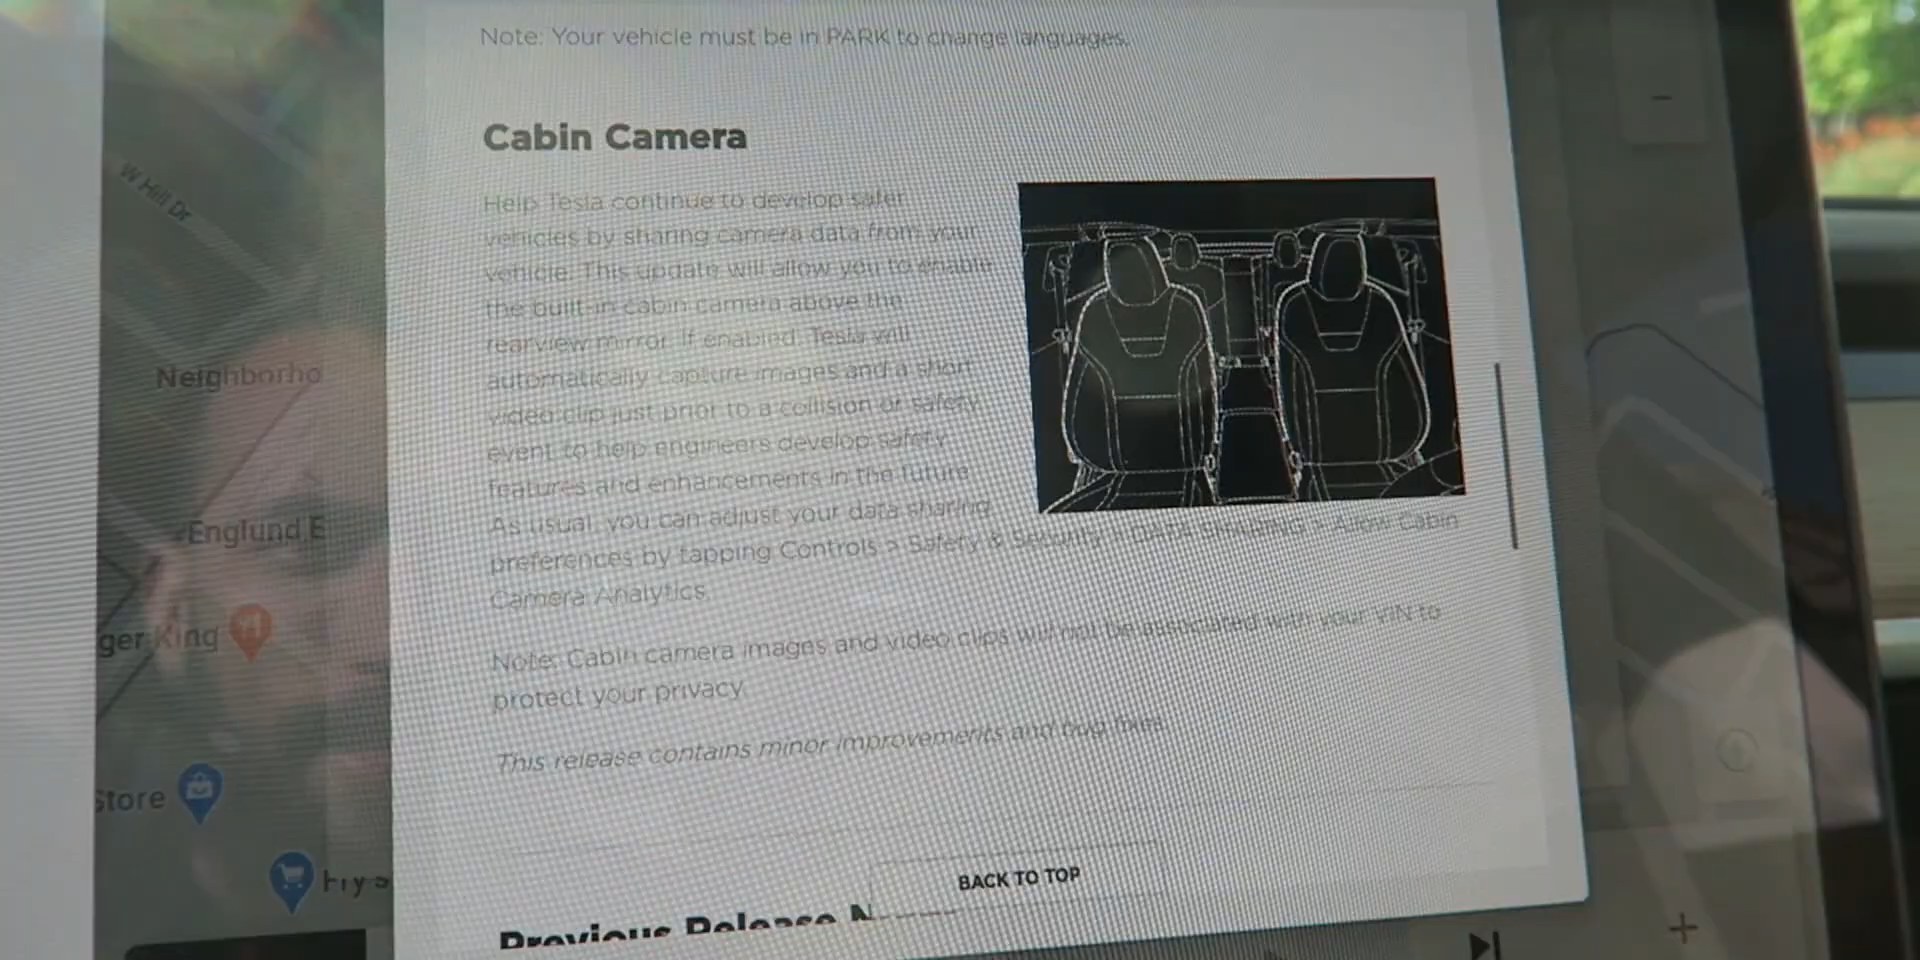 Note: Your vehicle must be in PARK to change languages.
Cabin Camera
Help Tesla continue to develop safer
vehicles by sharing camera data from your
vehicle. This update will allow you to enable
the built-in cabin camera above the
rearview mirror. If enabled, Tesla will
automatically capture images and a short
video clip just prior to a collision or safety
event to help engineers develop safety
features and enhancements in the future.
As usual, you can adjust your data sharing
preferences by tapping Controls > Safety & Security > DATA SHARING > Allow Cabin
Camera Analytics.
Note: Cabin camera images and video clips will not be associated with your VIN to
protect your privacy.
This release contains minor improvements and bug fixes.
BACK TO TOP
Previous Release N
W Hill Dr
Neighborho
Englund E
ger King
Store
Fry's